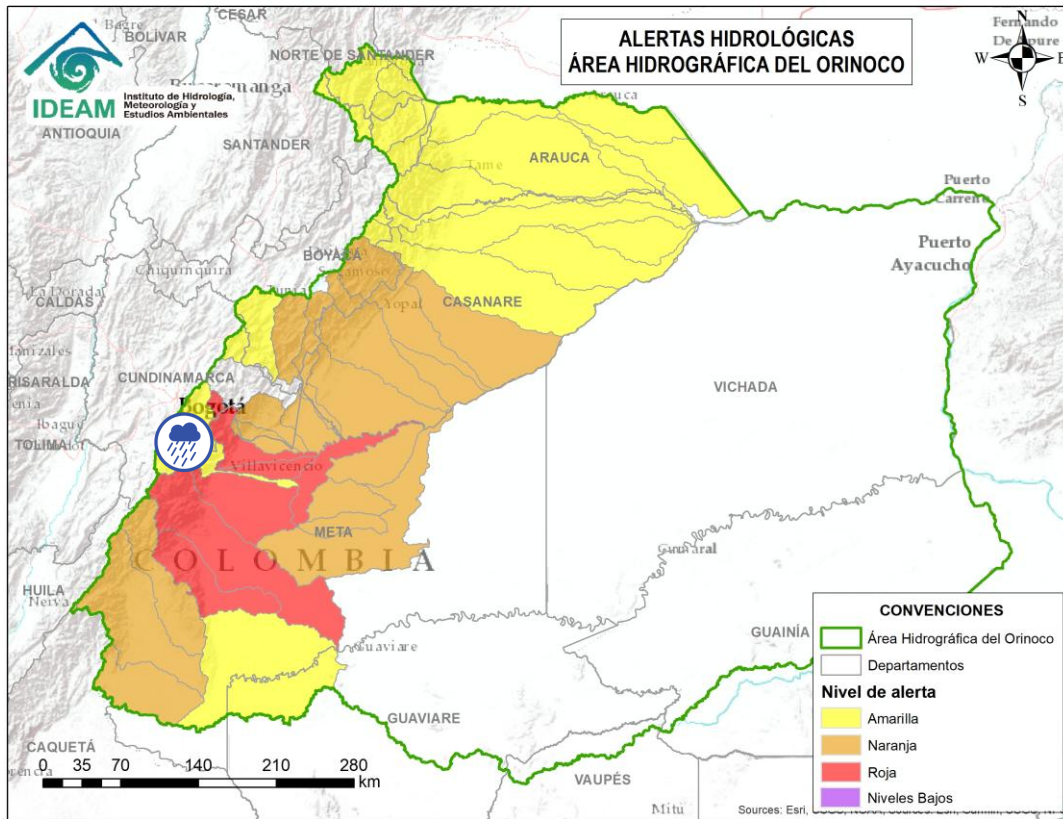 ALERTAS HIDROLÓGICAS
ÁREA HIDROGRÁFICA DEL ORINOCO
IDEAM
Instituto de Hidrología,
Meteorología y
Estudios Ambientales
N
W
E
S
CESAR
BOLÍVAR
NORTE DE SANTANDER
De Apure
ANTIOQUIA
SANTANDER
ARAUCA
Tame
Puerto
Carreño
Puerto
Ayacucho
BOYACÁ
Chiquinquira
La Dorada
CALDAS
Yopal
CASANARE
CUNDINAMARCA
RISARALDA
VICHADA
Bogotá
Ibagué
TOLIMA
Villavicencio
META
COLOMBIA
HUILA
Neiva
Guaviare
GUAINÍA
GUAVIARE
CAQUETÁ
VAUPÉS
Mitú
0 35 70 140 210 280
km
CONVENCIONES
Área Hidrográfica del Orinoco
Departamentos
Nivel de alerta
Amarilla
Naranja
Roja
Niveles Bajos
Sources: Esri,